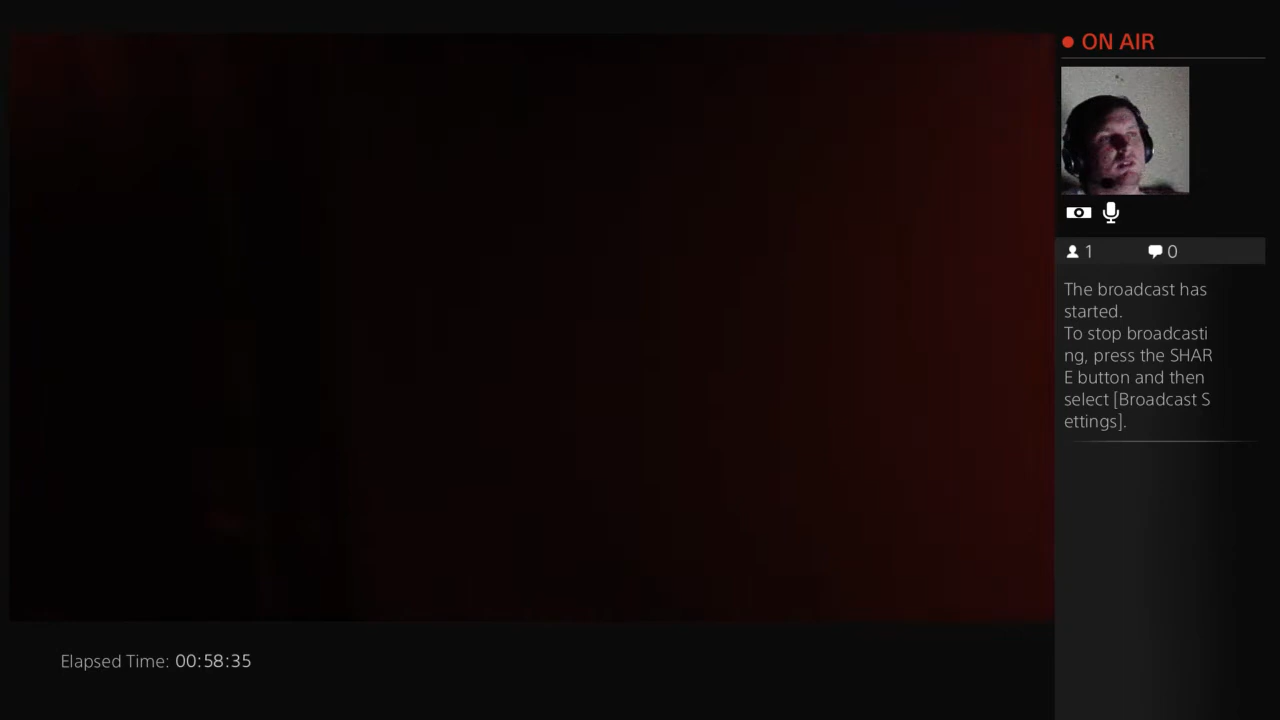 ON AIR
1 0
The broadcast has
started.
To stop broadcasti
ng, press the SHAR
E button and then
select [Broadcast S
ettings].
Elapsed Time: 00:58:35